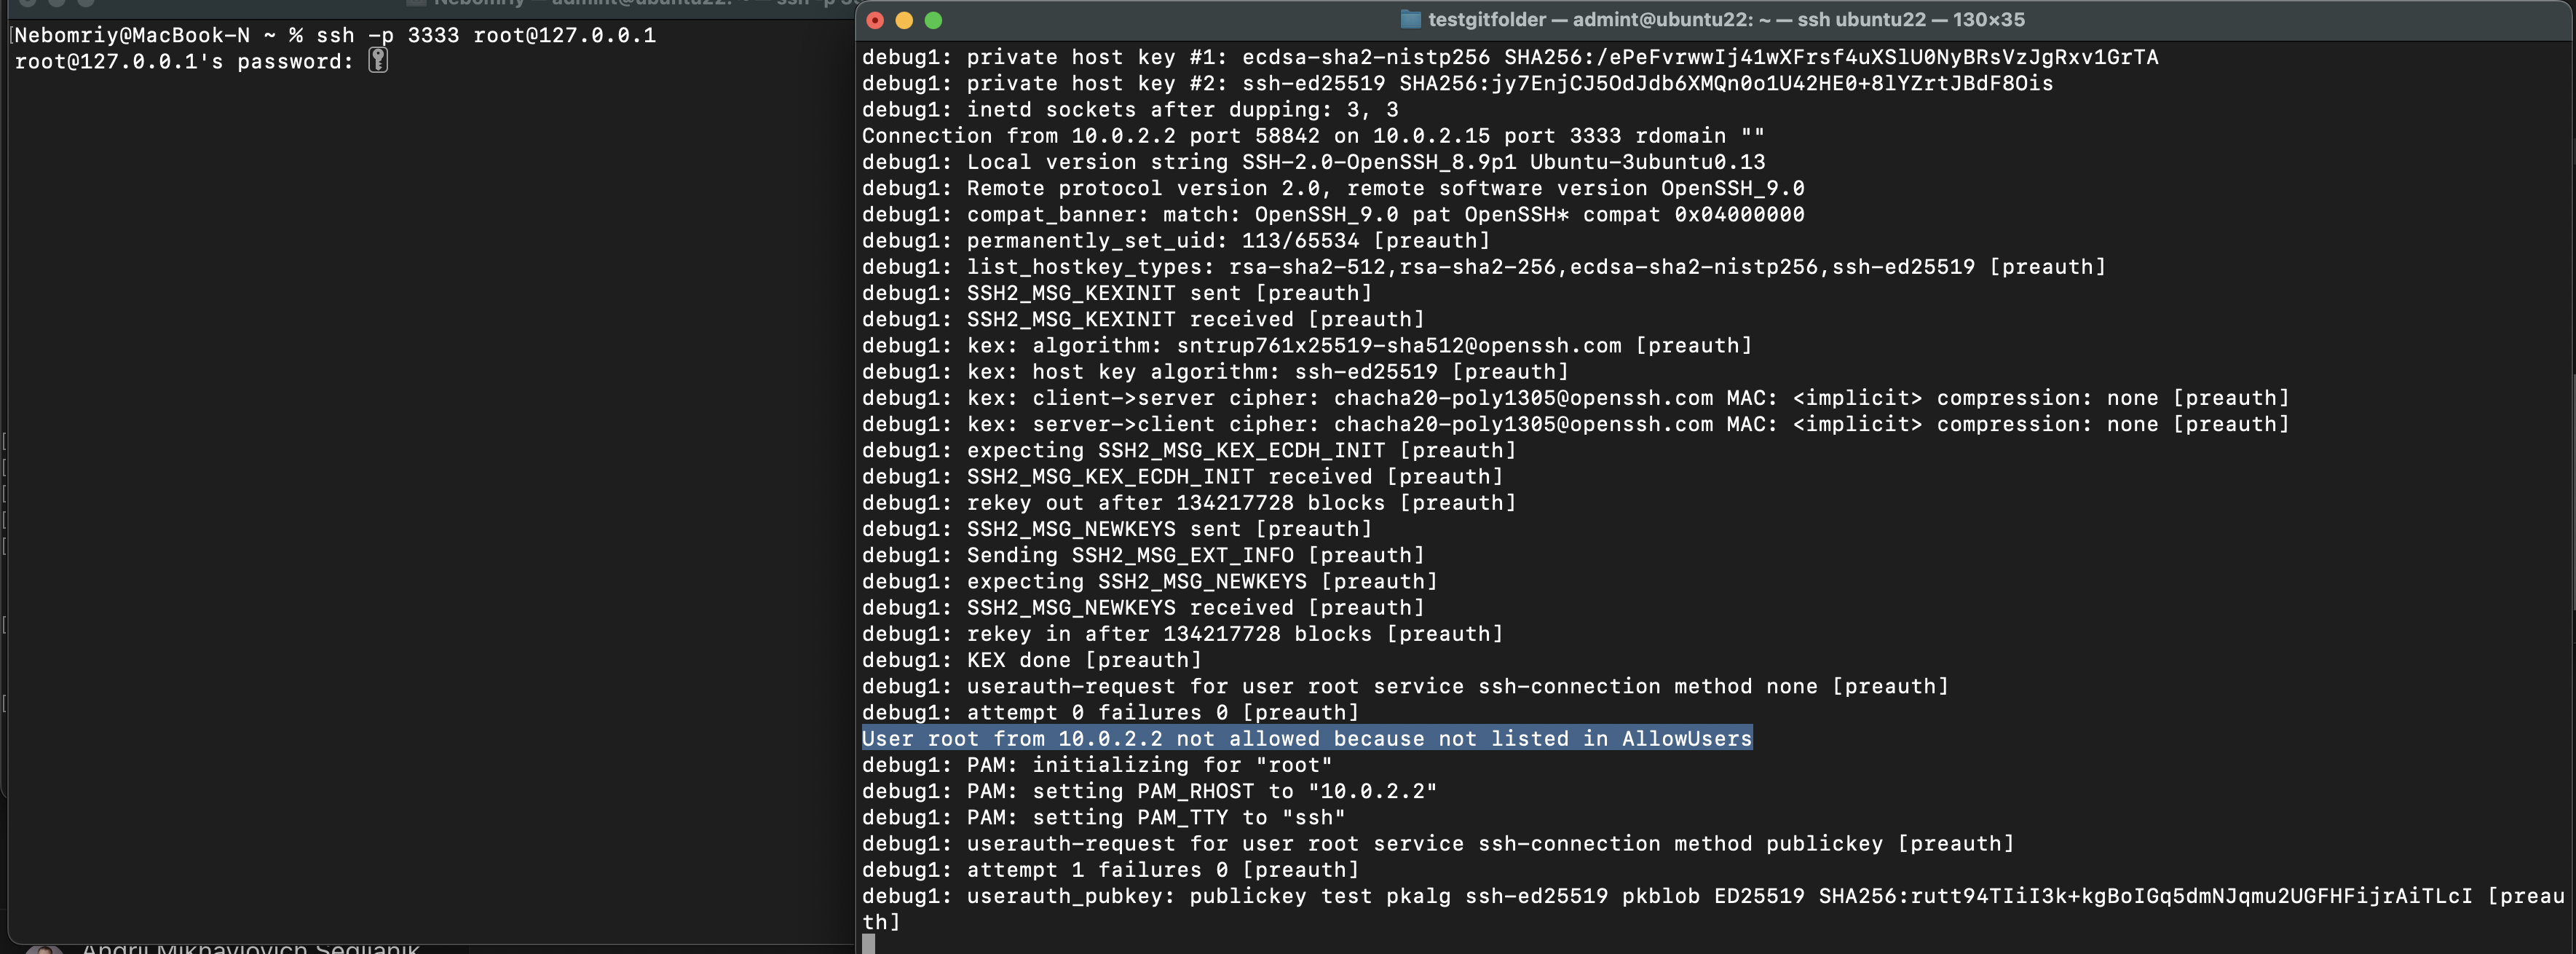 Nebomriy — admint@ubuntu22: ~ — ssh -p 33
[Nebomriy@MacBook-N ~ % ssh -p 3333 root@127.0.0.1
root@127.0.0.1's password:
Andrii Mikhaylovich Seglianik
testgitfolder — admint@ubuntu22: ~ — ssh ubuntu22 — 130×35
debug1: private host key #1: ecdsa-sha2-nistp256 SHA256:/ePeFvrwwIj41wXFrsf4uXSlU0NyBRsVzJgRxv1GrTA
debug1: private host key #2: ssh-ed25519 SHA256:jy7EnjCJ5OdJdb6XMQn0o1U42HE0+8lYZrtJBdF8Ois
debug1: inetd sockets after dupping: 3, 3
Connection from 10.0.2.2 port 58842 on 10.0.2.15 port 3333 rdomain ""
debug1: Local version string SSH-2.0-OpenSSH_8.9p1 Ubuntu-3ubuntu0.13
debug1: Remote protocol version 2.0, remote software version OpenSSH_9.0
debug1: compat_banner: match: OpenSSH_9.0 pat OpenSSH* compat 0x04000000
debug1: permanently_set_uid: 113/65534 [preauth]
debug1: list_hostkey_types: rsa-sha2-512,rsa-sha2-256,ecdsa-sha2-nistp256,ssh-ed25519 [preauth]
debug1: SSH2_MSG_KEXINIT sent [preauth]
debug1: SSH2_MSG_KEXINIT received [preauth]
debug1: kex: algorithm: sntrup761x25519-sha512@openssh.com [preauth]
debug1: kex: host key algorithm: ssh-ed25519 [preauth]
debug1: kex: client->server cipher: chacha20-poly1305@openssh.com MAC: <implicit> compression: none [preauth]
debug1: kex: server->client cipher: chacha20-poly1305@openssh.com MAC: <implicit> compression: none [preauth]
debug1: expecting SSH2_MSG_KEX_ECDH_INIT [preauth]
debug1: SSH2_MSG_KEX_ECDH_INIT received [preauth]
debug1: rekey out after 134217728 blocks [preauth]
debug1: SSH2_MSG_NEWKEYS sent [preauth]
debug1: Sending SSH2_MSG_EXT_INFO [preauth]
debug1: expecting SSH2_MSG_NEWKEYS [preauth]
debug1: SSH2_MSG_NEWKEYS received [preauth]
debug1: rekey in after 134217728 blocks [preauth]
debug1: KEX done [preauth]
debug1: userauth-request for user root service ssh-connection method none [preauth]
debug1: attempt 0 failures 0 [preauth]
User root from 10.0.2.2 not allowed because not listed in AllowUsers
debug1: PAM: initializing for "root"
debug1: PAM: setting PAM_RHOST to "10.0.2.2"
debug1: PAM: setting PAM_TTY to "ssh"
debug1: userauth-request for user root service ssh-connection method publickey [preauth]
debug1: attempt 1 failures 0 [preauth]
debug1: userauth_pubkey: publickey test pkalg ssh-ed25519 pkblob ED25519 SHA256:rutt94TIiI3k+kgBoIGq5dmNJqmu2UGFHFijrAiTLcI [preau
th]